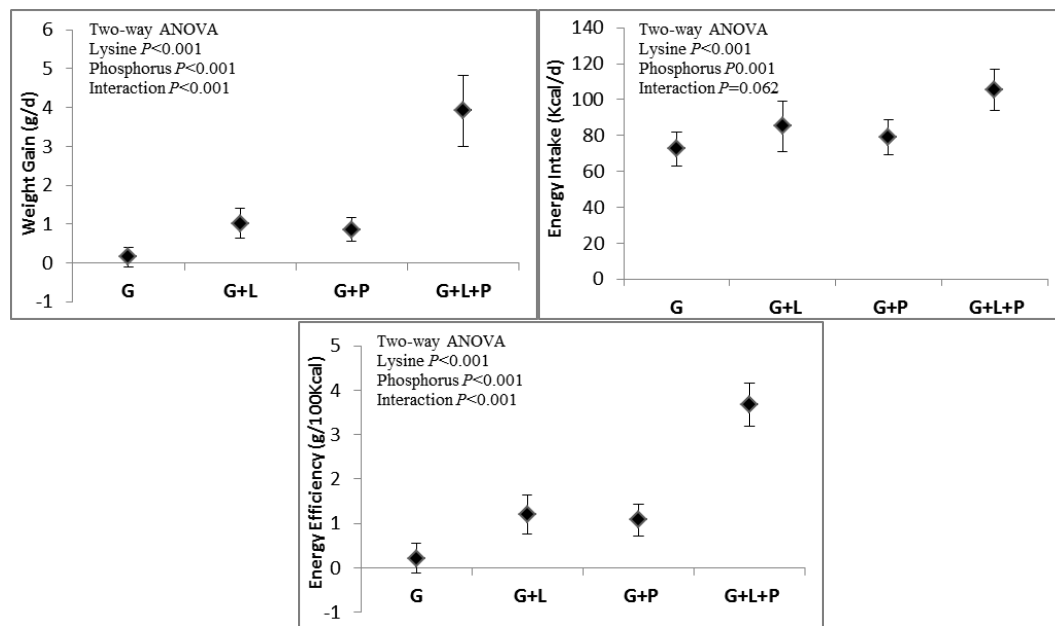 Two-way ANOVA
Lysine P<0.001
Phosphorus P<0.001
Interaction P<0.001
Weight Gain (g/d)
6
5
4
3
2
1
0
-1
G G+L G+P G+L+P
Two-way ANOVA
Lysine P<0.001
Phosphorus P0.001
Interaction P=0.062
Energy Intake (Kcal/d)
140
120
100
80
60
40
20
0
G G+L G+P G+L+P
Two-way ANOVA
Lysine P<0.001
Phosphorus P<0.001
Interaction P<0.001
Energy Efficiency (g/100Kcal)
5
4
3
2
1
0
-1
G G+L G+P G+L+P